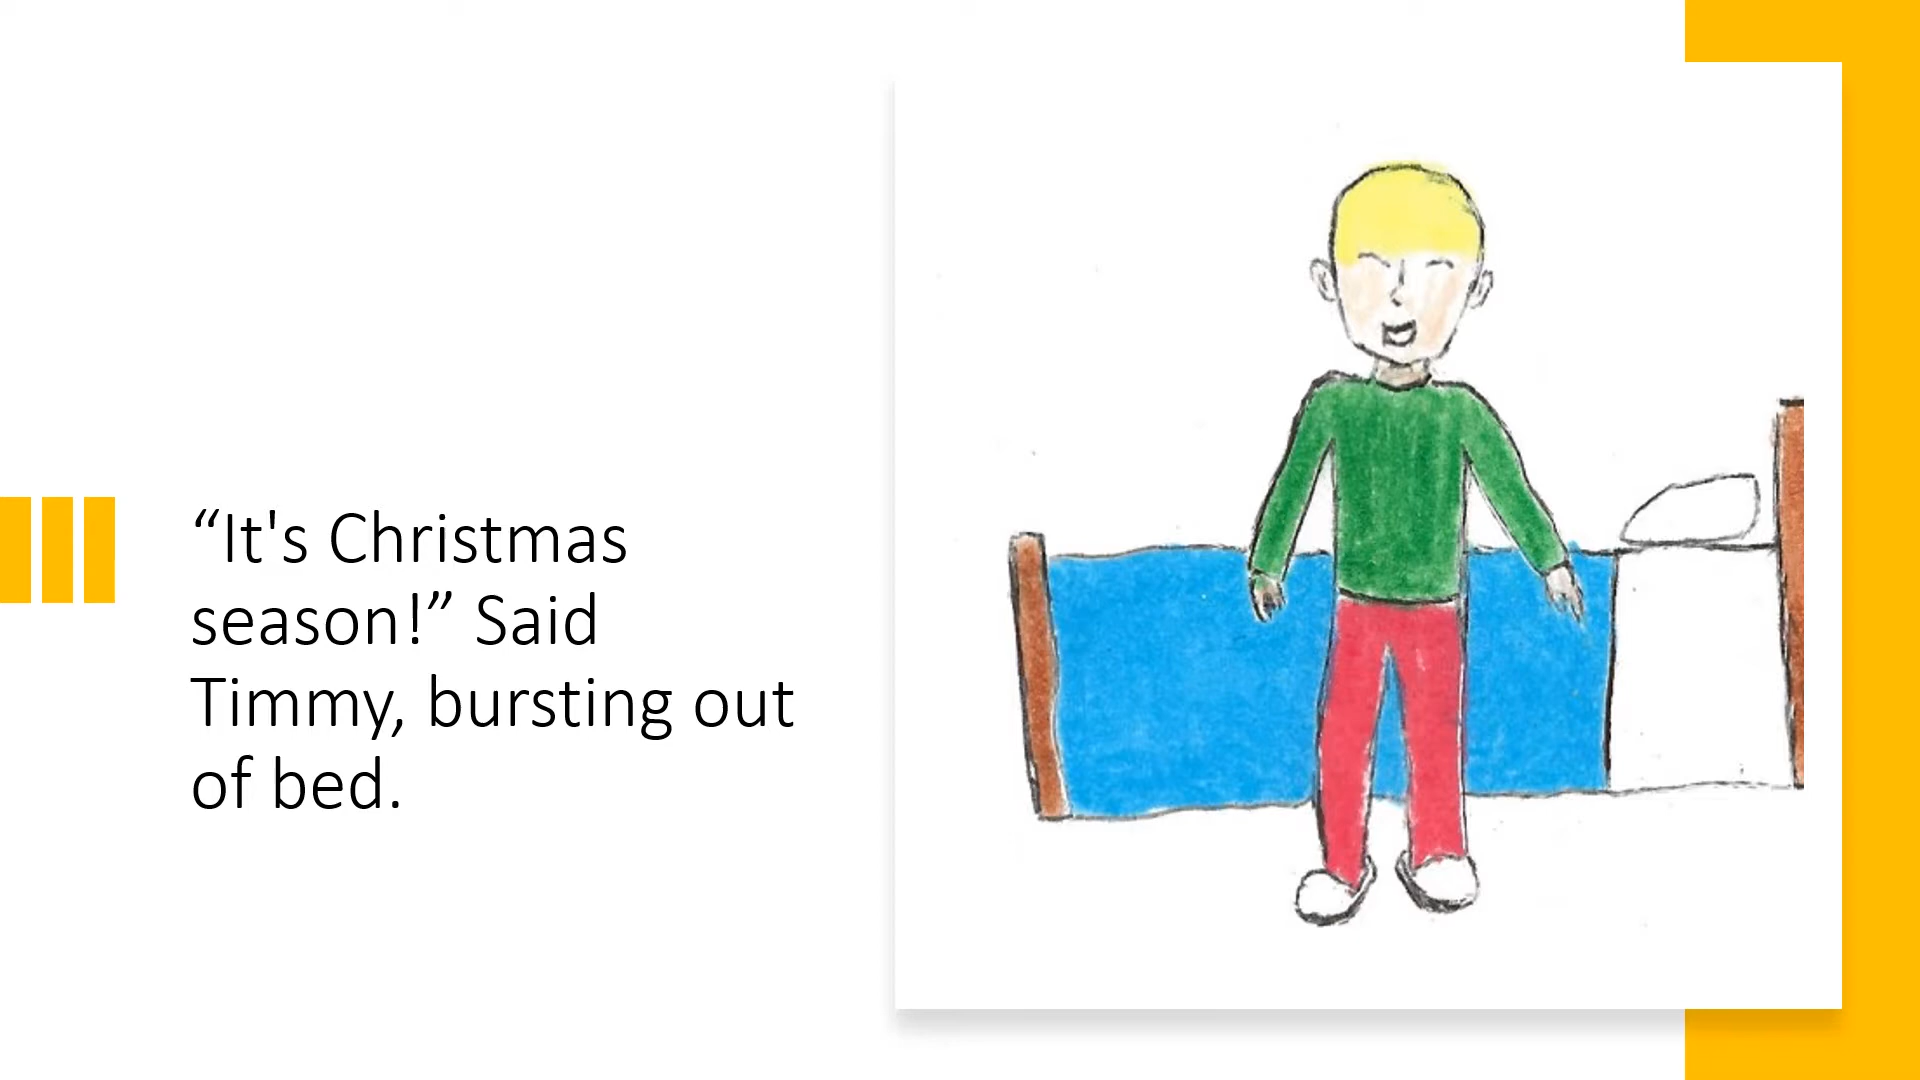 “It's Christmas
season!” Said
Timmy, bursting out
of bed.